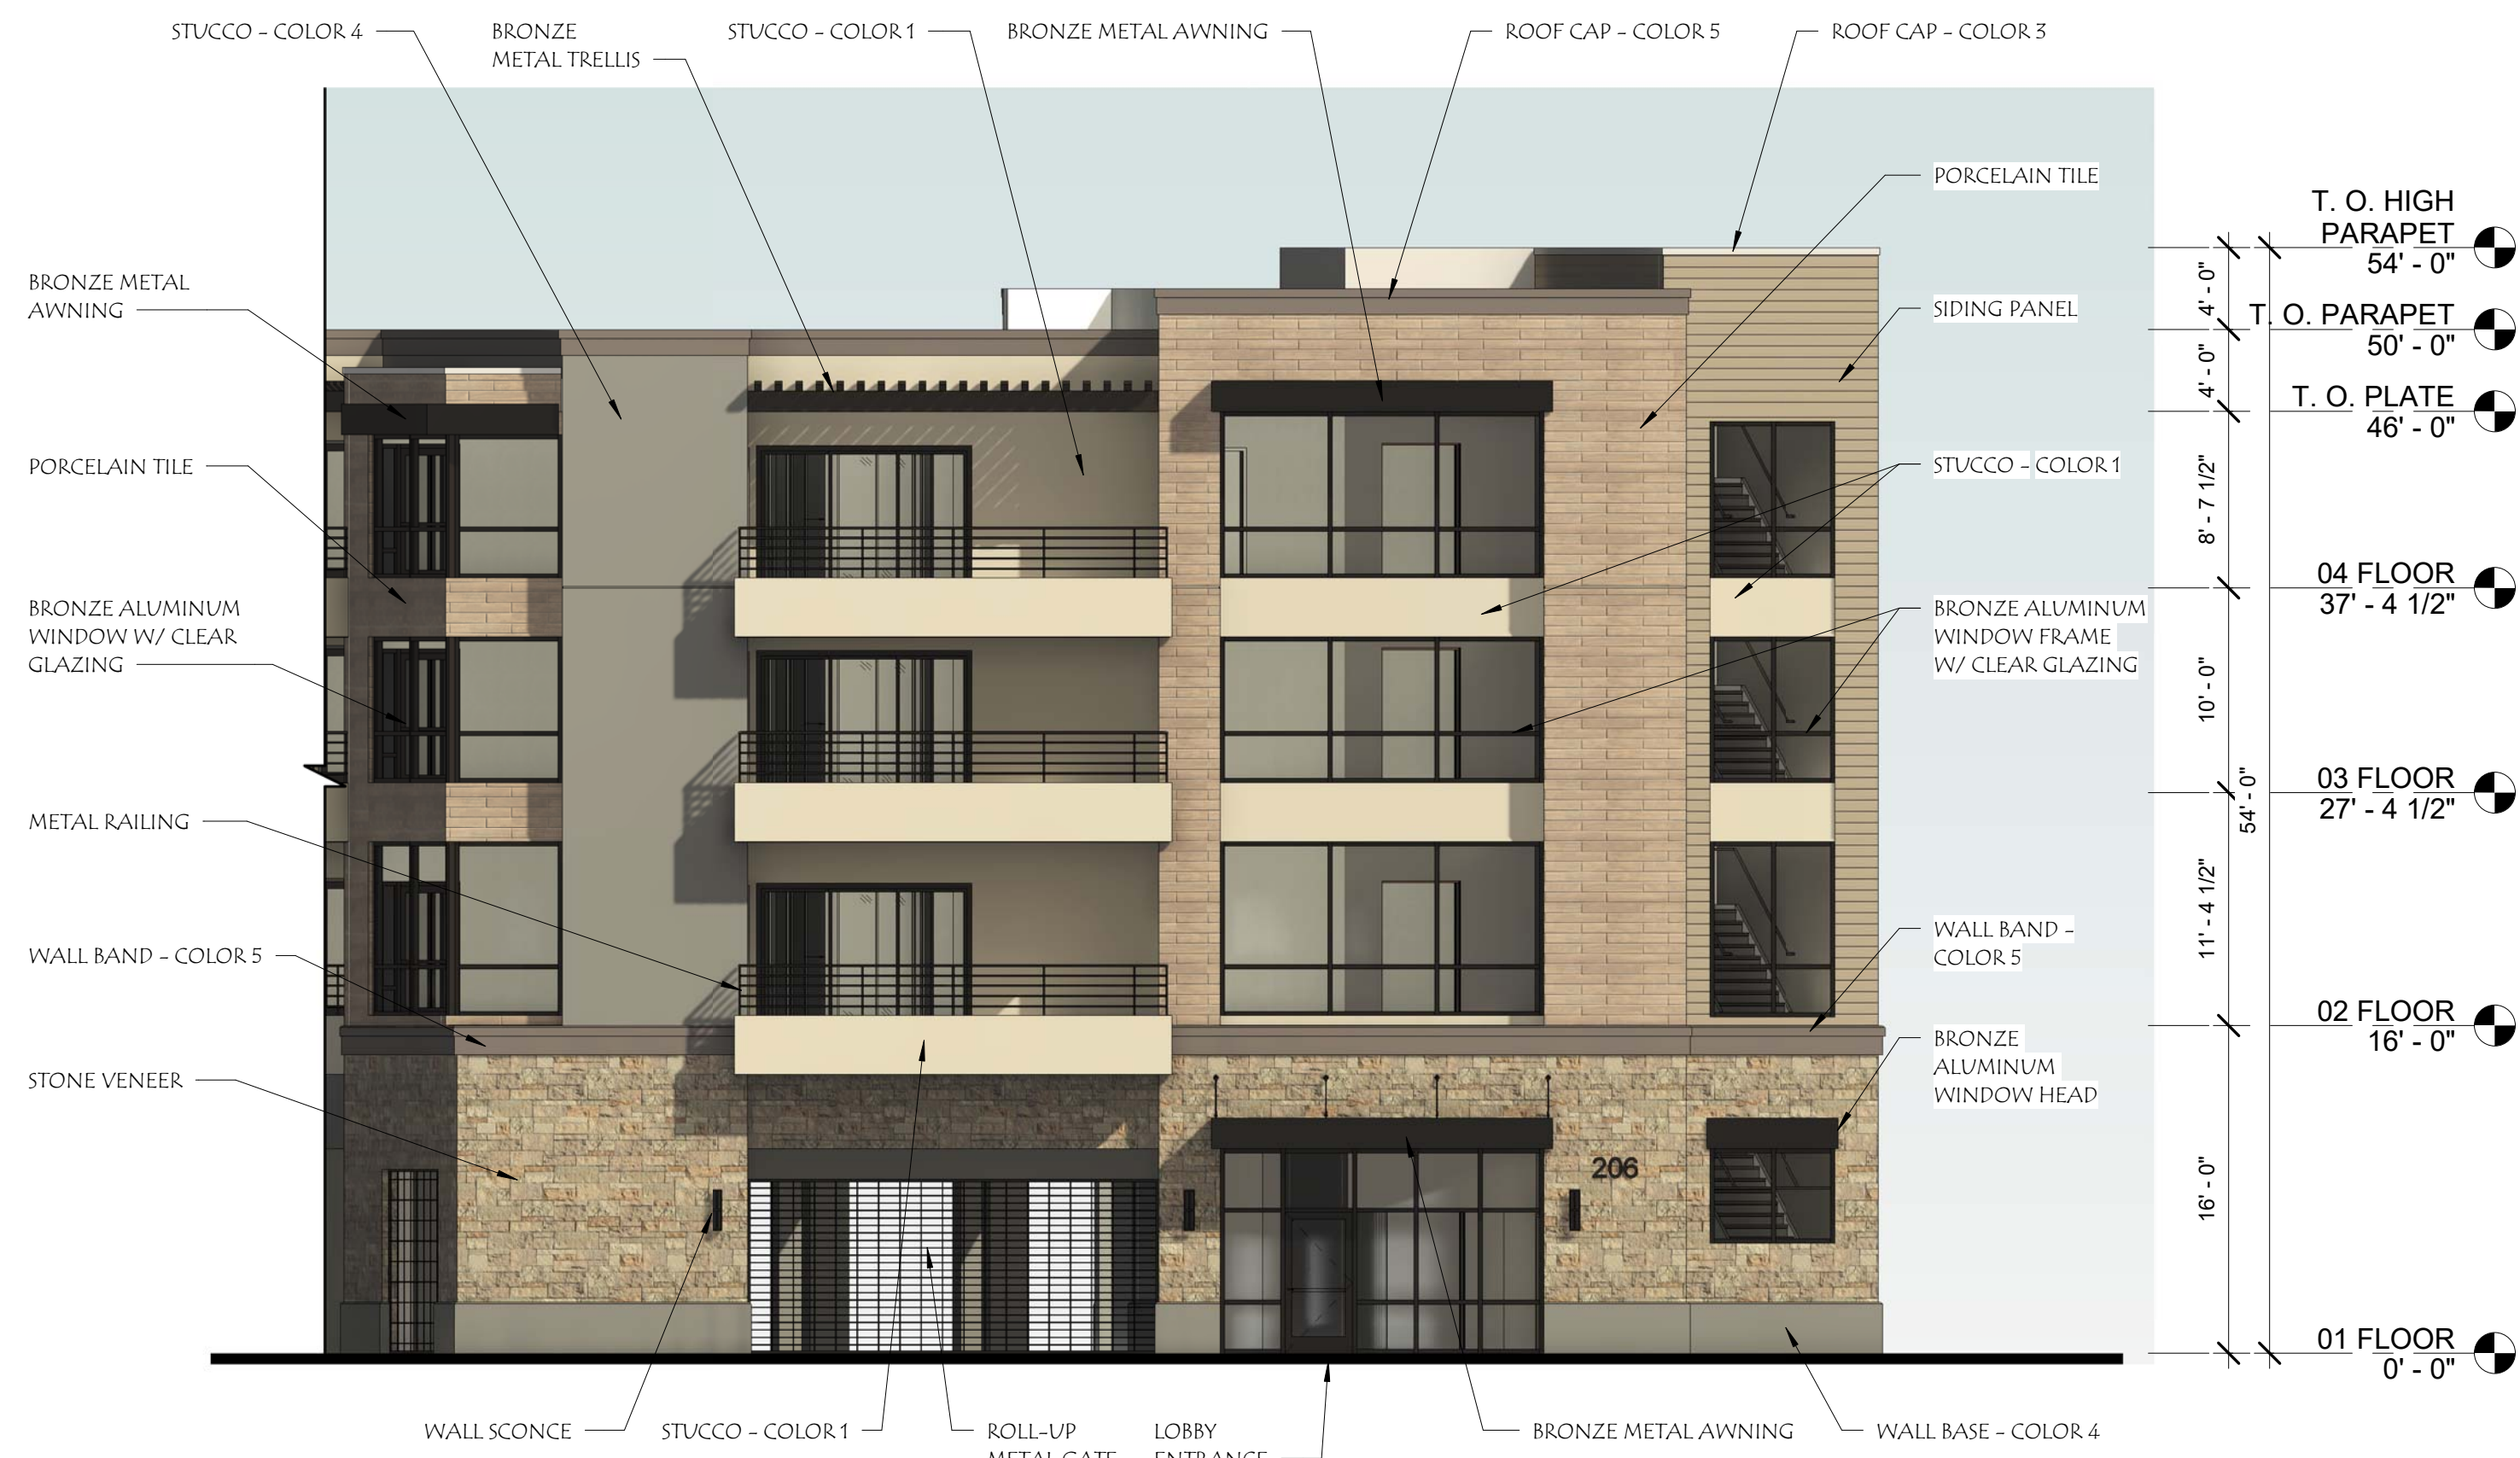 STUCCO - COLOR 4
BRONZE
METAL TRELLIS
STUCCO - COLOR 1
BRONZE METAL AWNING
ROOF CAP - COLOR 5
ROOF CAP - COLOR 3
BRONZE METAL
AWNING
PORCELAIN TILE
BRONZE ALUMINUM
WINDOW W/ CLEAR
GLAZING
METAL RAILING
WALL BAND - COLOR 5
STONE VENEER
PORCELAIN TILE
SIDING PANEL
STUCCO - COLOR 1
BRONZE ALUMINUM
WINDOW FRAME
W/ CLEAR GLAZING
WALL BAND -
COLOR 5
BRONZE
ALUMINUM
WINDOW HEAD
206
4' - 0"
4' - 0"
8' - 7 1/2"
10' - 0"
11' - 4 1/2"
16' - 0"
54' - 0"
T. O. HIGH
PARAPET
54' - 0"
T. O. PARAPET
50' - 0"
T. O. PLATE
46' - 0"
04 FLOOR
37' - 4 1/2"
03 FLOOR
27' - 4 1/2"
02 FLOOR
16' - 0"
01 FLOOR
0' - 0"
WALL SCONCE
STUCCO - COLOR 1
ROLL-UP
METAL GATE
LOBBY
ENTRANCE
BRONZE METAL AWNING
WALL BASE - COLOR 4